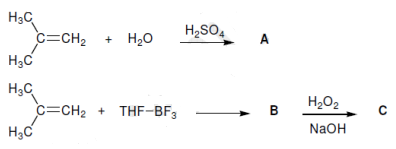 H₃C
C=CH₂ + H₂O H₂SO₄ A
H₃C
H₃C
C=CH₂ + THF-BF₃ B H₂O₂ NaOH C
H₃C